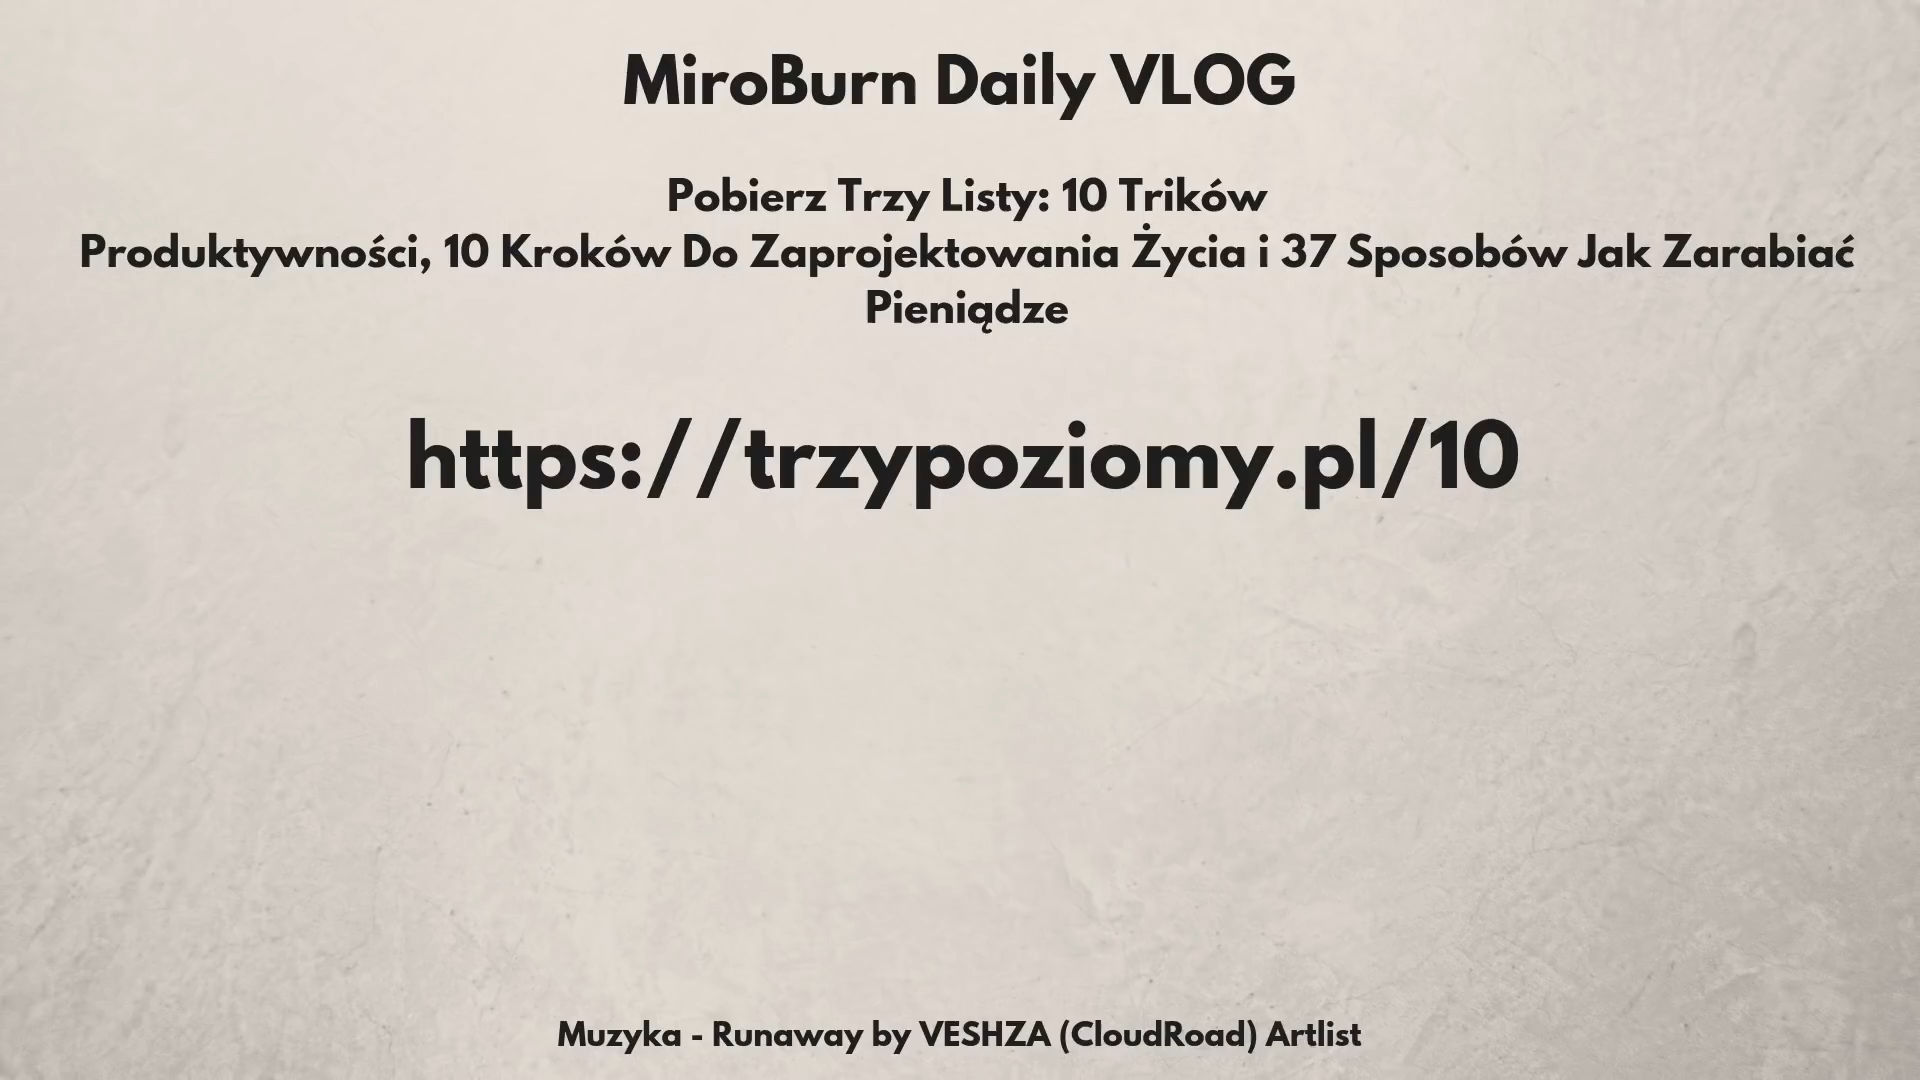 MiroBurn Daily VLOG
Pobierz Trzy Listy: 10 Trików
Produktywności, 10 Kroków Do Zaprojektowania Życia i 37 Sposobów Jak Zarabiać
Pieniądze
https://trzypoziomy.pl/10
Muzyka - Runaway by VESHZA (CloudRoad) Artlist